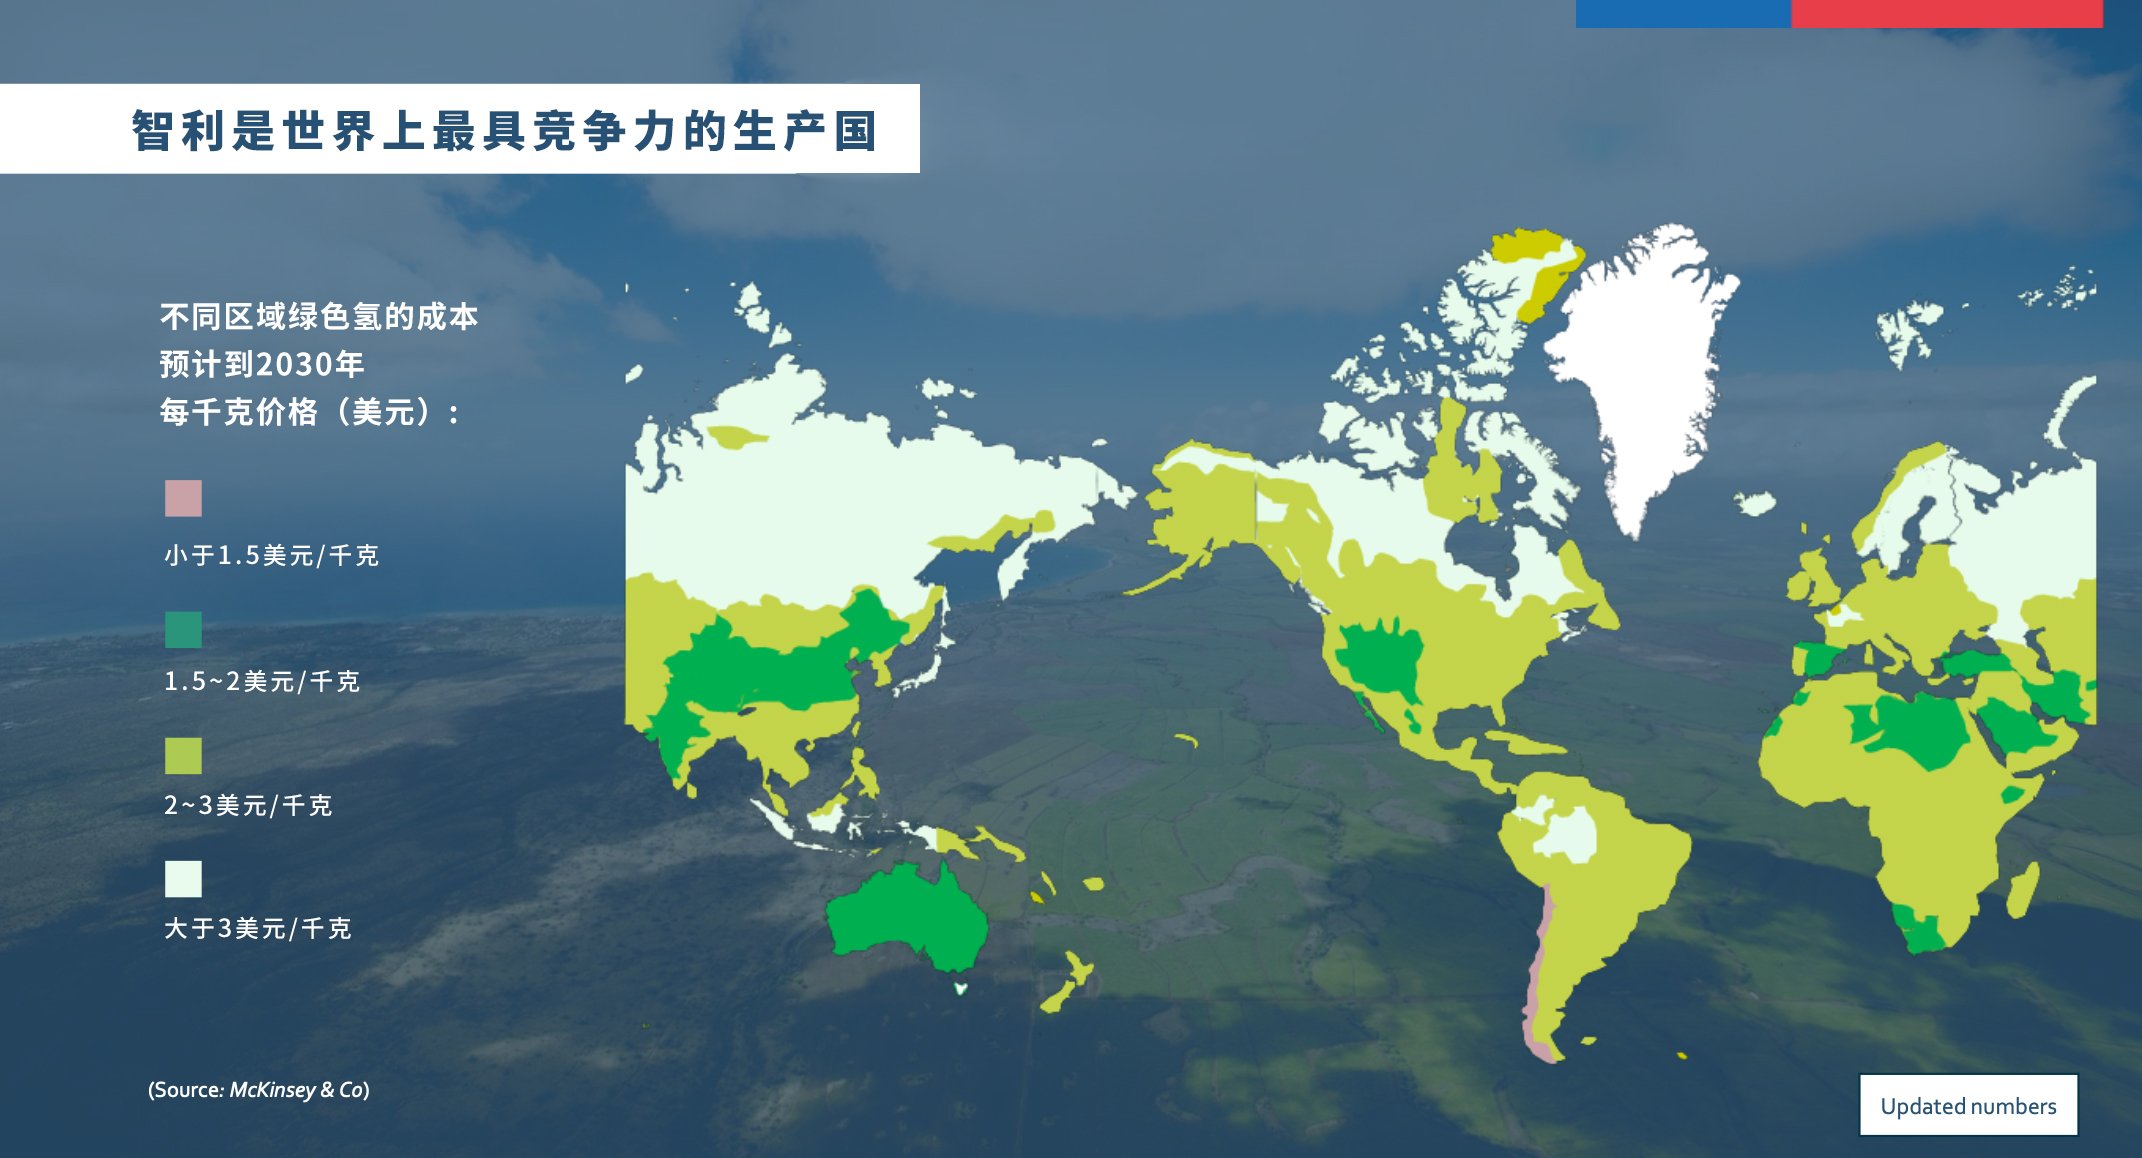 智利是世界上最具竞争力的生产国
不同区域绿色氢的成本
预计到2030年
每千克价格（美元）:
小于1.5美元/千克
1.5~2美元/千克
2~3美元/千克
大于3美元/千克
(Source: McKinsey & Co)
Updated numbers